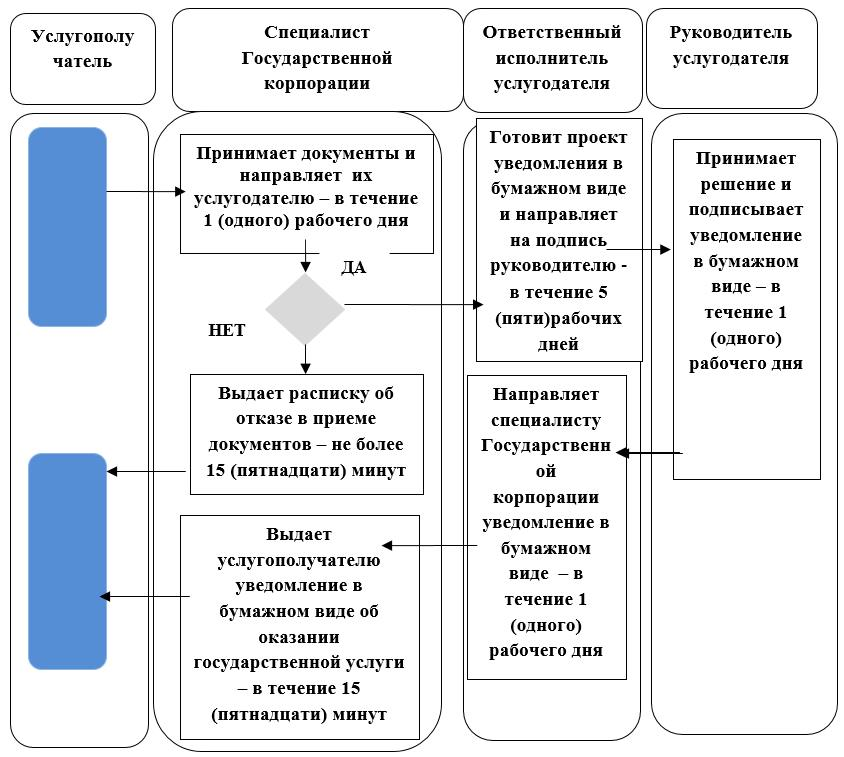 Услугополу
чатель
Специалист
Государственной
корпорации
Ответственный
исполнитель
услугодателя
Руководитель
услугодателя
Принимает документы и
направляет их
услугодателю – в течение
1 (одного) рабочего дня
ДА
НЕТ
Выдает расписку об
отказе в приеме
документов – не более
15 (пятнадцати) минут
Выдает
услугополучателю
уведомление в
бумажном виде об
оказании
государственной услуги
– в течение 15
(пятнадцати) минут
Готовит проект
уведомления в
бумажном виде
и направляет
на подпись
руководителю -
в течение 5
(пяти)рабочих
дней
Направляет
специалисту
Государственн
ой
корпорации
уведомление в
бумажном
виде – в
течение 1
(одного)
рабочего дня
Принимает
решение и
подписывает
уведомление
в бумажном
виде – в
течение 1
(одного)
рабочего дня